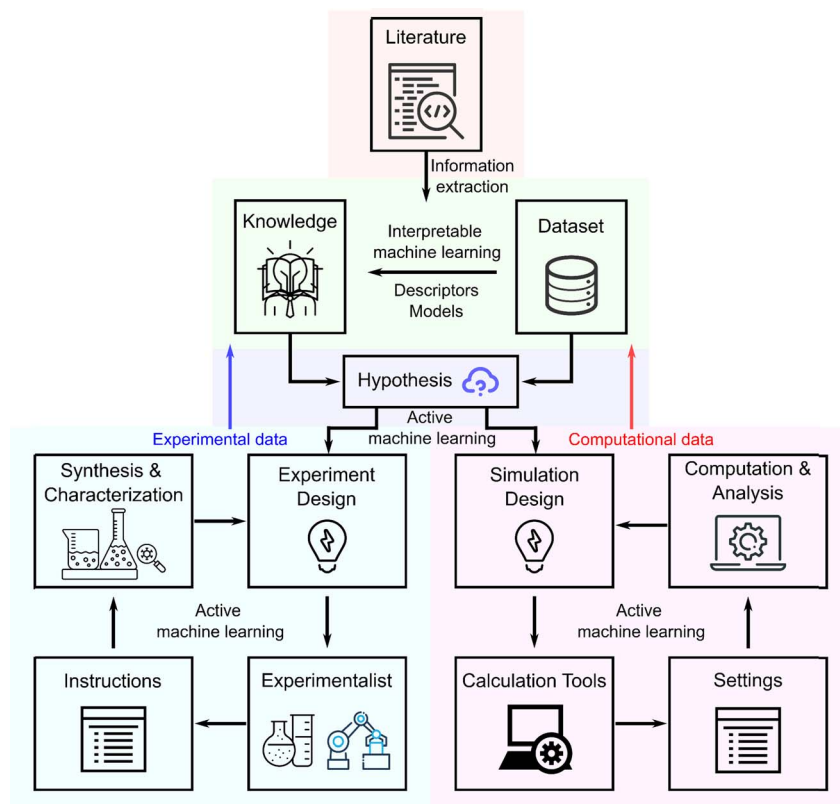 Literature
</>
Information
extraction
Knowledge
Interpretable
machine learning
Descriptors
Models
Dataset
Hypothesis
?
Active
machine learning
Experimental data
Computational data
Synthesis &
Characterization
Experiment
Design
Simulation
Design
Computation &
Analysis
Active
machine learning
Active
machine learning
Instructions
Experimentalist
Calculation Tools
Settings